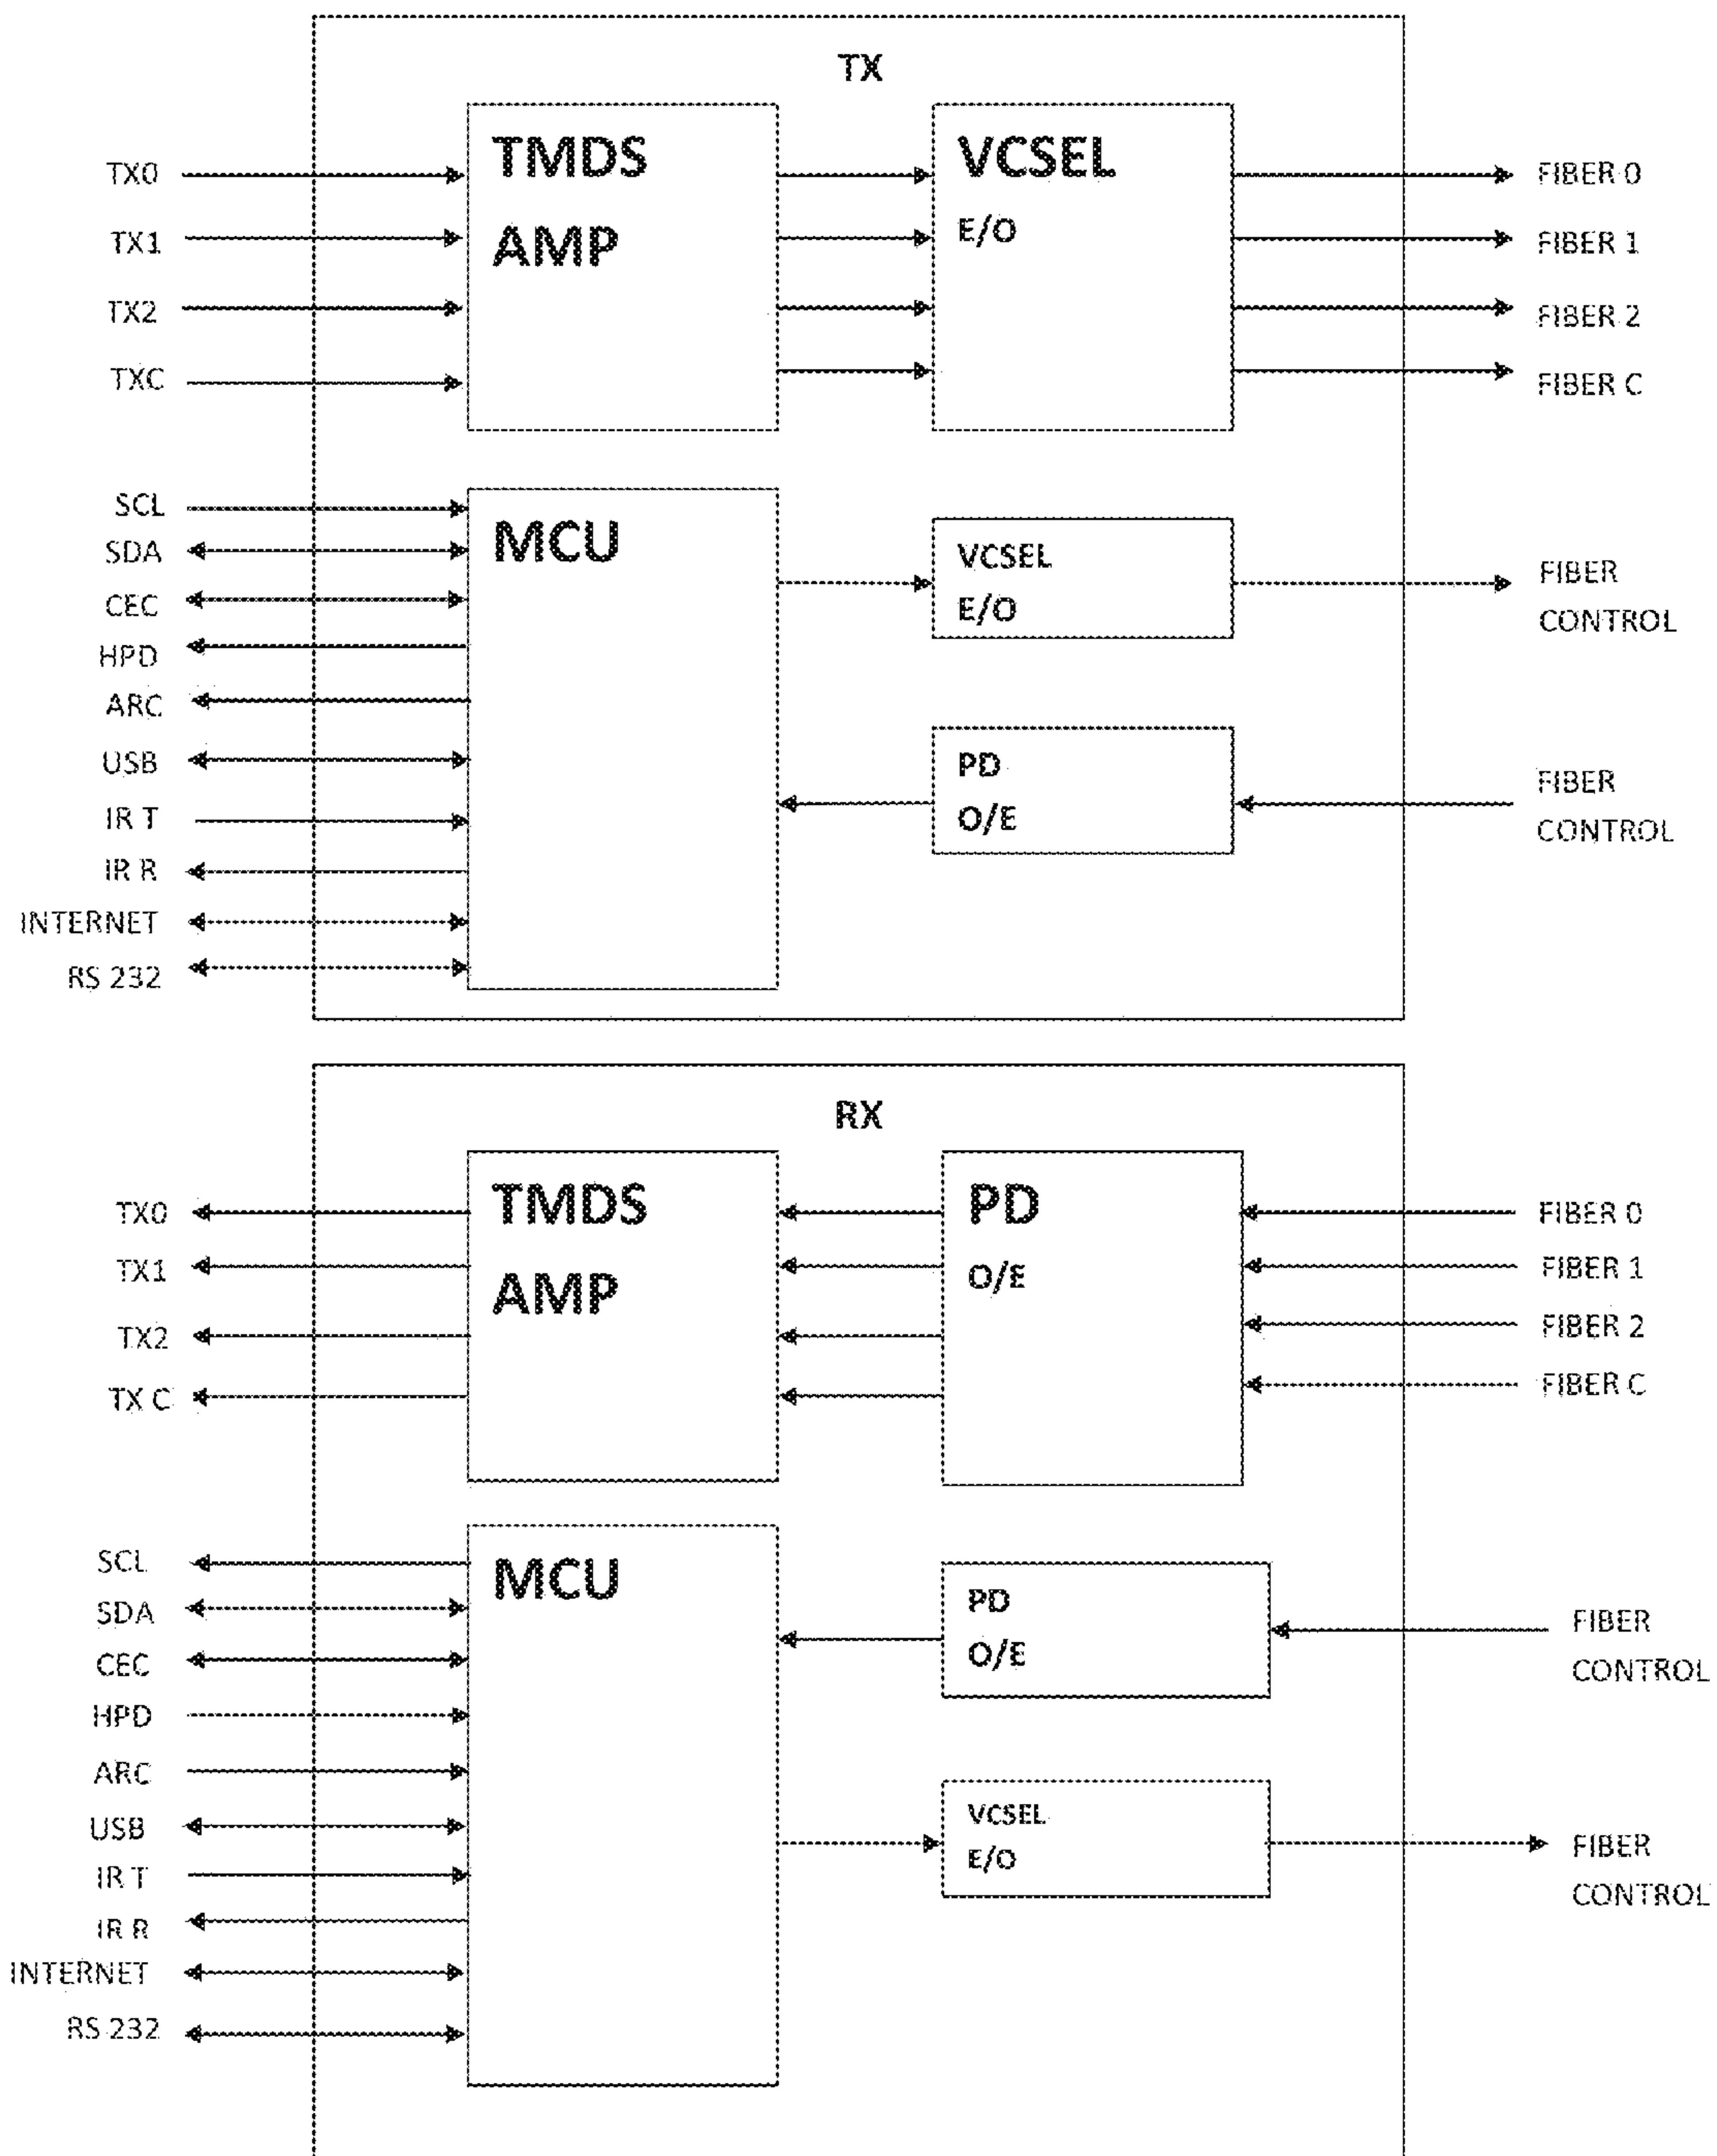 TX
TMDS
AMP
VCSEL
E/O
TX0
TX1
TX2
TXC
FIBER 0
FIBER 1
FIBER 2
FIBER C
SCL
SDA
CEC
HPD
ARC
USB
IR T
IR R
INTERNET
RS 232
MCU
VCSEL
E/O
FIBER
CONTROL
PD
O/E
FIBER
CONTROL
RX
TMDS
AMP
PD
O/E
TX0
TX1
TX2
TX C
FIBER 0
FIBER 1
FIBER 2
FIBER C
SCL
SDA
CEC
HPD
ARC
USB
IR T
IR R
INTERNET
RS 232
MCU
PD
O/E
FIBER
CONTROL
VCSEL
E/O
FIBER
CONTROL